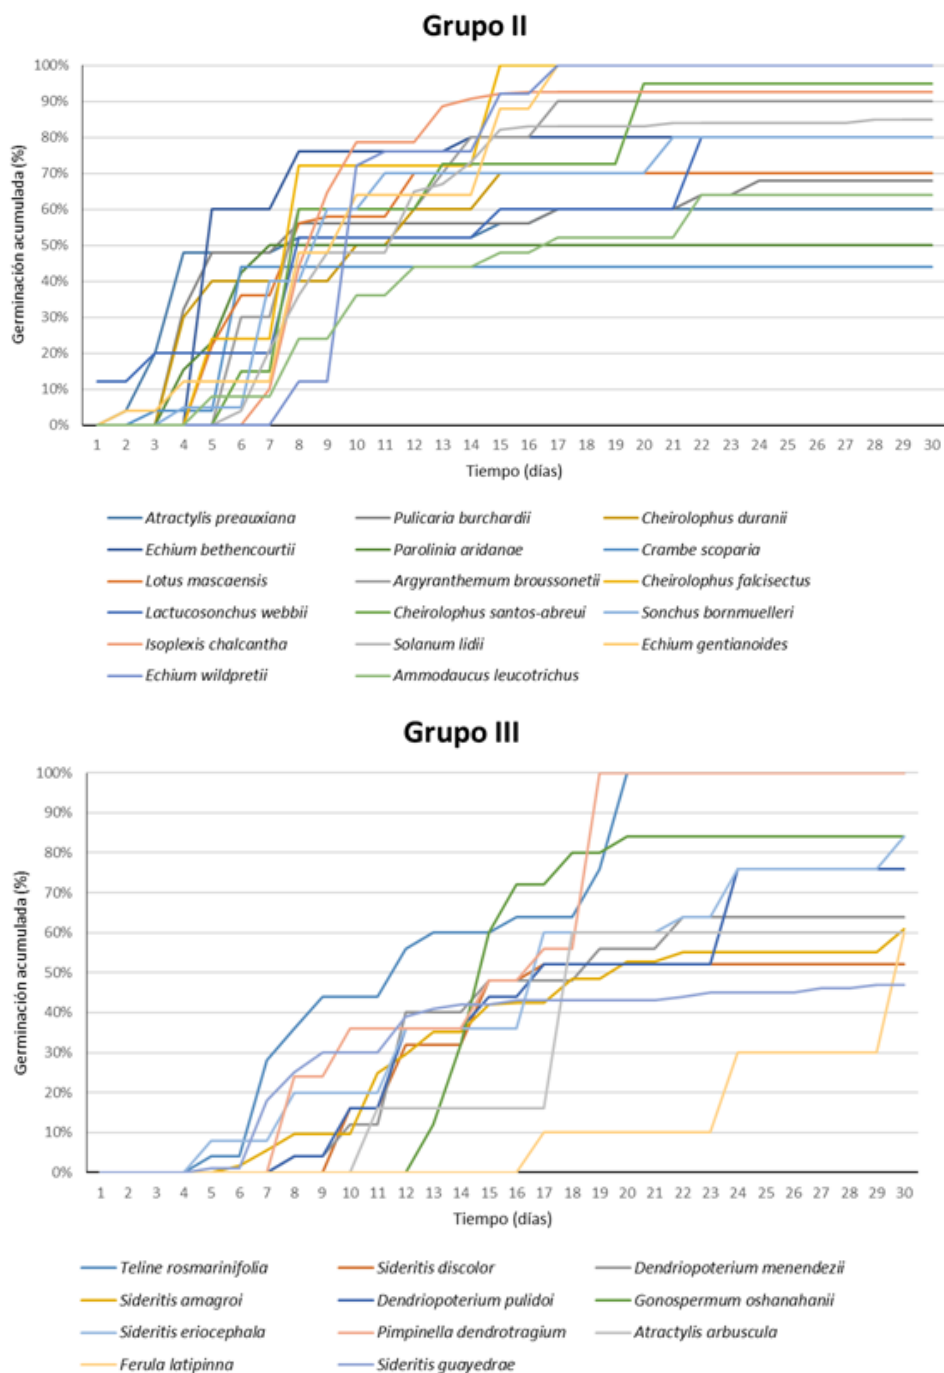 Grupo II
100%
90%
80%
70%
60%
50%
40%
30%
20%
10%
0%
Germinación acumulada (%)
1 2 3 4 5 6 7 8 9 10 11 12 13 14 15 16 17 18 19 20 21 22 23 24 25 26 27 28 29 30
Tiempo (días)
Atractylis preauxiana Pulicaria burchardii Cheirolophus duranii
Echium bethencourtii Parolinia aridanae Crambe scoparia
Lotus mascaensis Argyranthemum broussonetii Cheirolophus falcisectus
Lactucosonchus webbii Cheirolophus santos-abreui Sonchus bornmuelleri
Isoplexis chalcantha Solanum lidii Echium gentianoides
Echium wildpretii Ammodaucus leucotrichus
Grupo III
100%
90%
80%
70%
60%
50%
40%
30%
20%
10%
0%
Germinación acumulada (%)
1 2 3 4 5 6 7 8 9 10 11 12 13 14 15 16 17 18 19 20 21 22 23 24 25 26 27 28 29 30
Tiempo (días)
Teline rosmarinifolia Sideritis discolor Dendriopoterium menendezii
Sideritis amagroi Dendriopoterium pulidoi Gonospermum oshanahanii
Sideritis eriocephala Pimpinella dendrotragium Atractylis arbuscula
Ferula latipinna Sideritis guayedrae